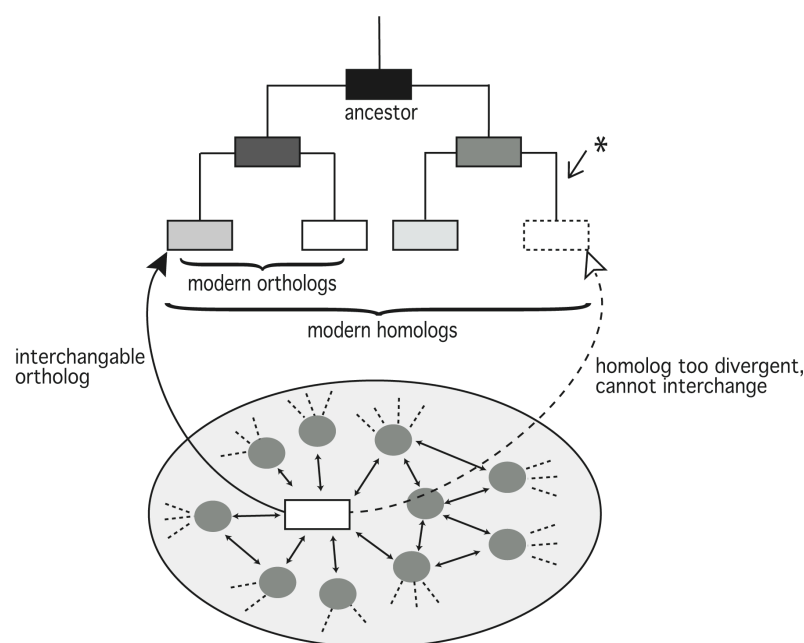 ancestor
*
modern orthologs
modern homologs
interchangable
ortholog
homolog too divergent,
cannot interchange